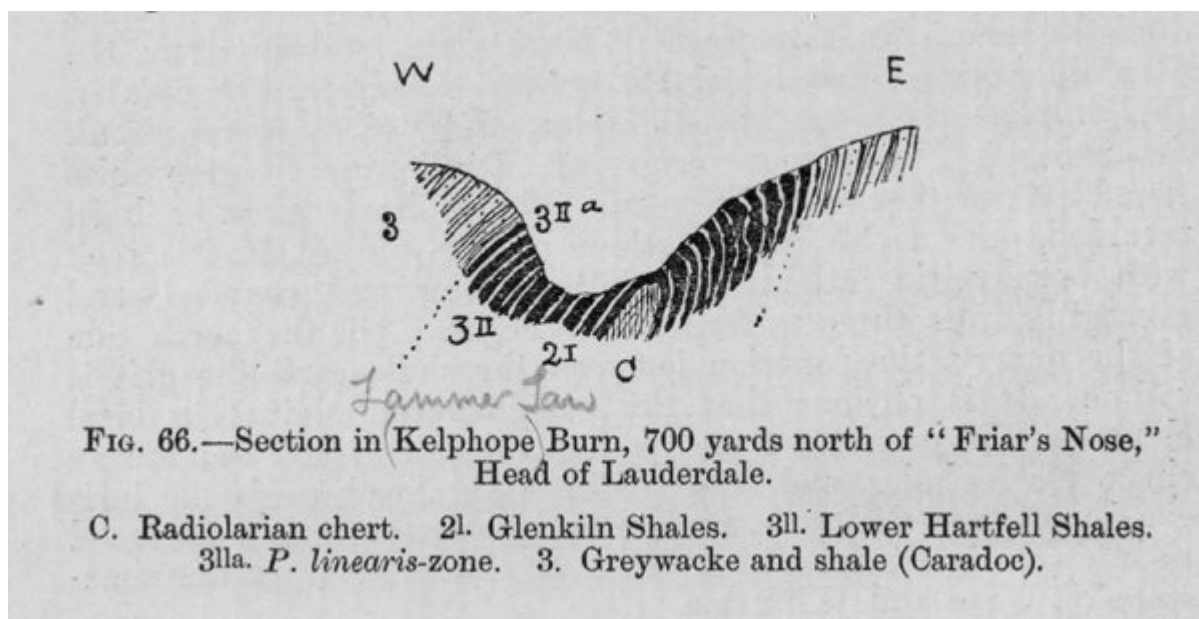 W E
3
3IIa
3II
2I
C
Lammer Law
FIG. 66.—Section in (Kelphope) Burn, 700 yards north of “Friar's Nose,”
Head of Lauderdale.
C. Radiolarian chert. 2I. Glenkiln Shales. 3II. Lower Hartfell Shales.
3IIa. P. linearis-zone. 3. Greywacke and shale (Caradoc).